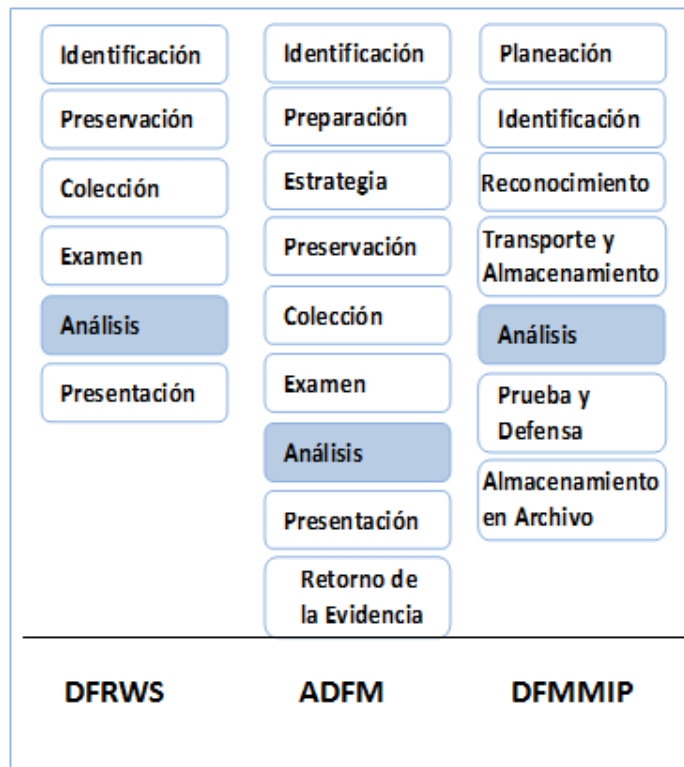 Identificación
Preservación
Colección
Examen
Análisis
Presentación
Identificación
Preparación
Estrategia
Preservación
Colección
Examen
Análisis
Presentación
Retorno de
la Evidencia
Planeación
Identificación
Reconocimiento
Transporte y
Almacenamiento
Análisis
Prueba y
Defensa
Almacenamiento
en Archivo
DFRWS
ADFM
DFMMIP